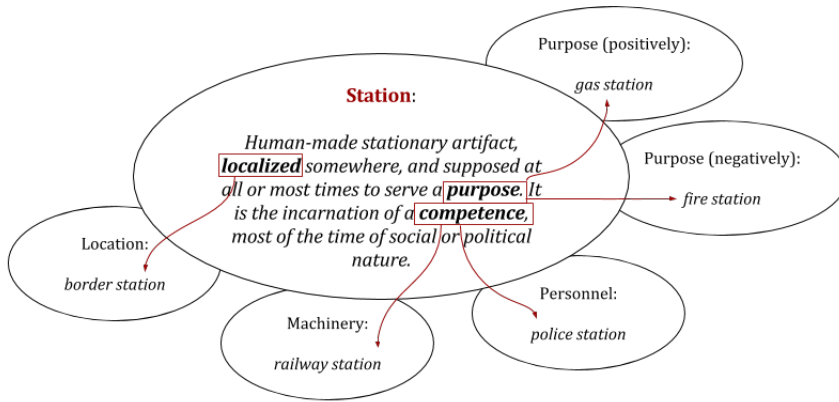 Purpose (positively):
gas station
Station:
Human-made stationary artifact,
localized somewhere, and supposed at
all or most times to serve a purpose. It
is the incarnation of a competence,
most of the time of social or political
nature.
Purpose (negatively):
fire station
Location:
border station
Machinery:
railway station
Personnel:
police station